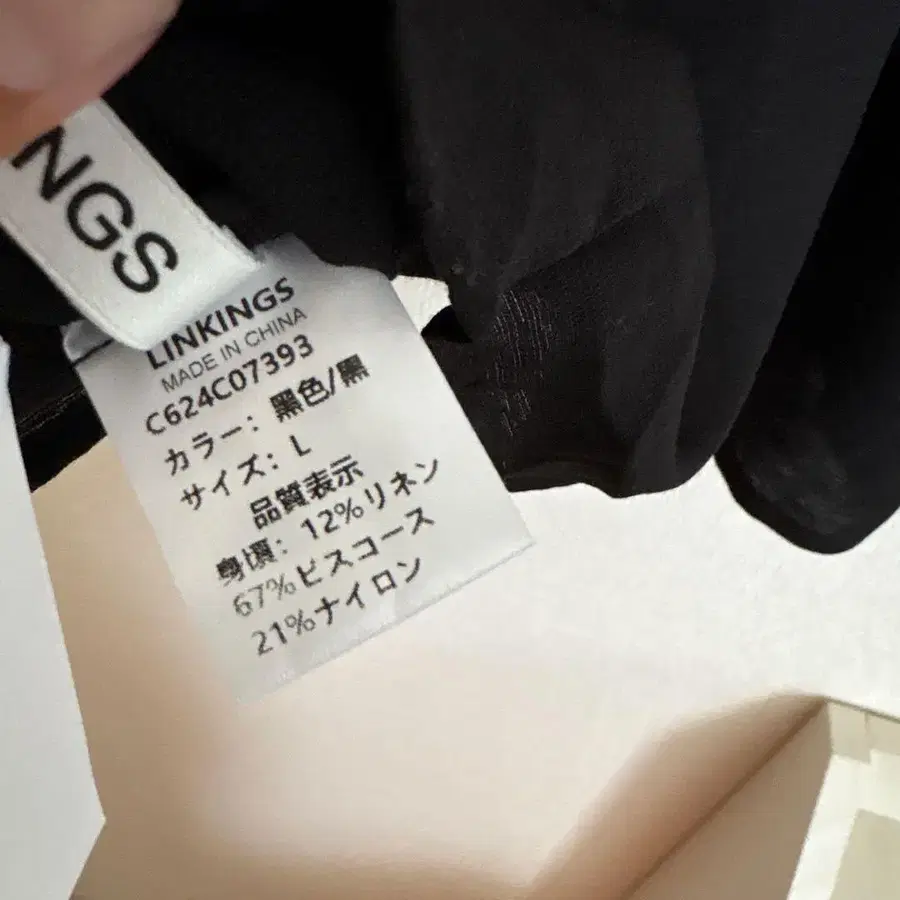 NGS
LINKINGS
MADE IN CHINA
C624C07393
カラー: 黑色/黑
サイズ: L
品質表示
身頃: 12%リネン
67%ビスコース
21%ナイロン